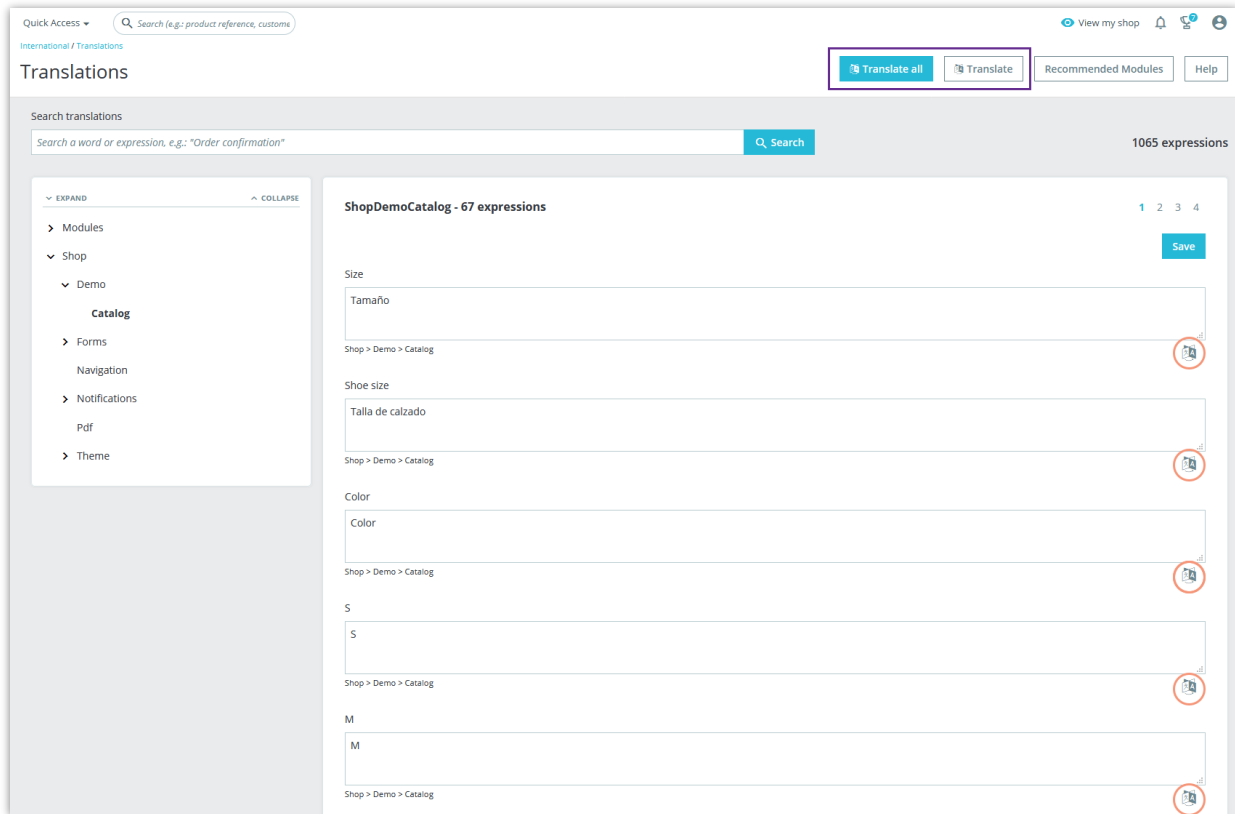 Quick Access
Search (e.g.: product reference, custome
View my shop
7
International / Translations
Translations
Translate all
Translate
Recommended Modules
Help
Search translations
Search a word or expression, e.g.: "Order confirmation"
Search
1065 expressions
EXPAND
COLLAPSE
Modules
Shop
Demo
Catalog
Forms
Navigation
Notifications
Pdf
Theme
ShopDemoCatalog - 67 expressions
1 2 3 4
Save
Size
Tamaño
Shop > Demo > Catalog
Shoe size
Talla de calzado
Shop > Demo > Catalog
Color
Color
Shop > Demo > Catalog
S
S
Shop > Demo > Catalog
M
M
Shop > Demo > Catalog